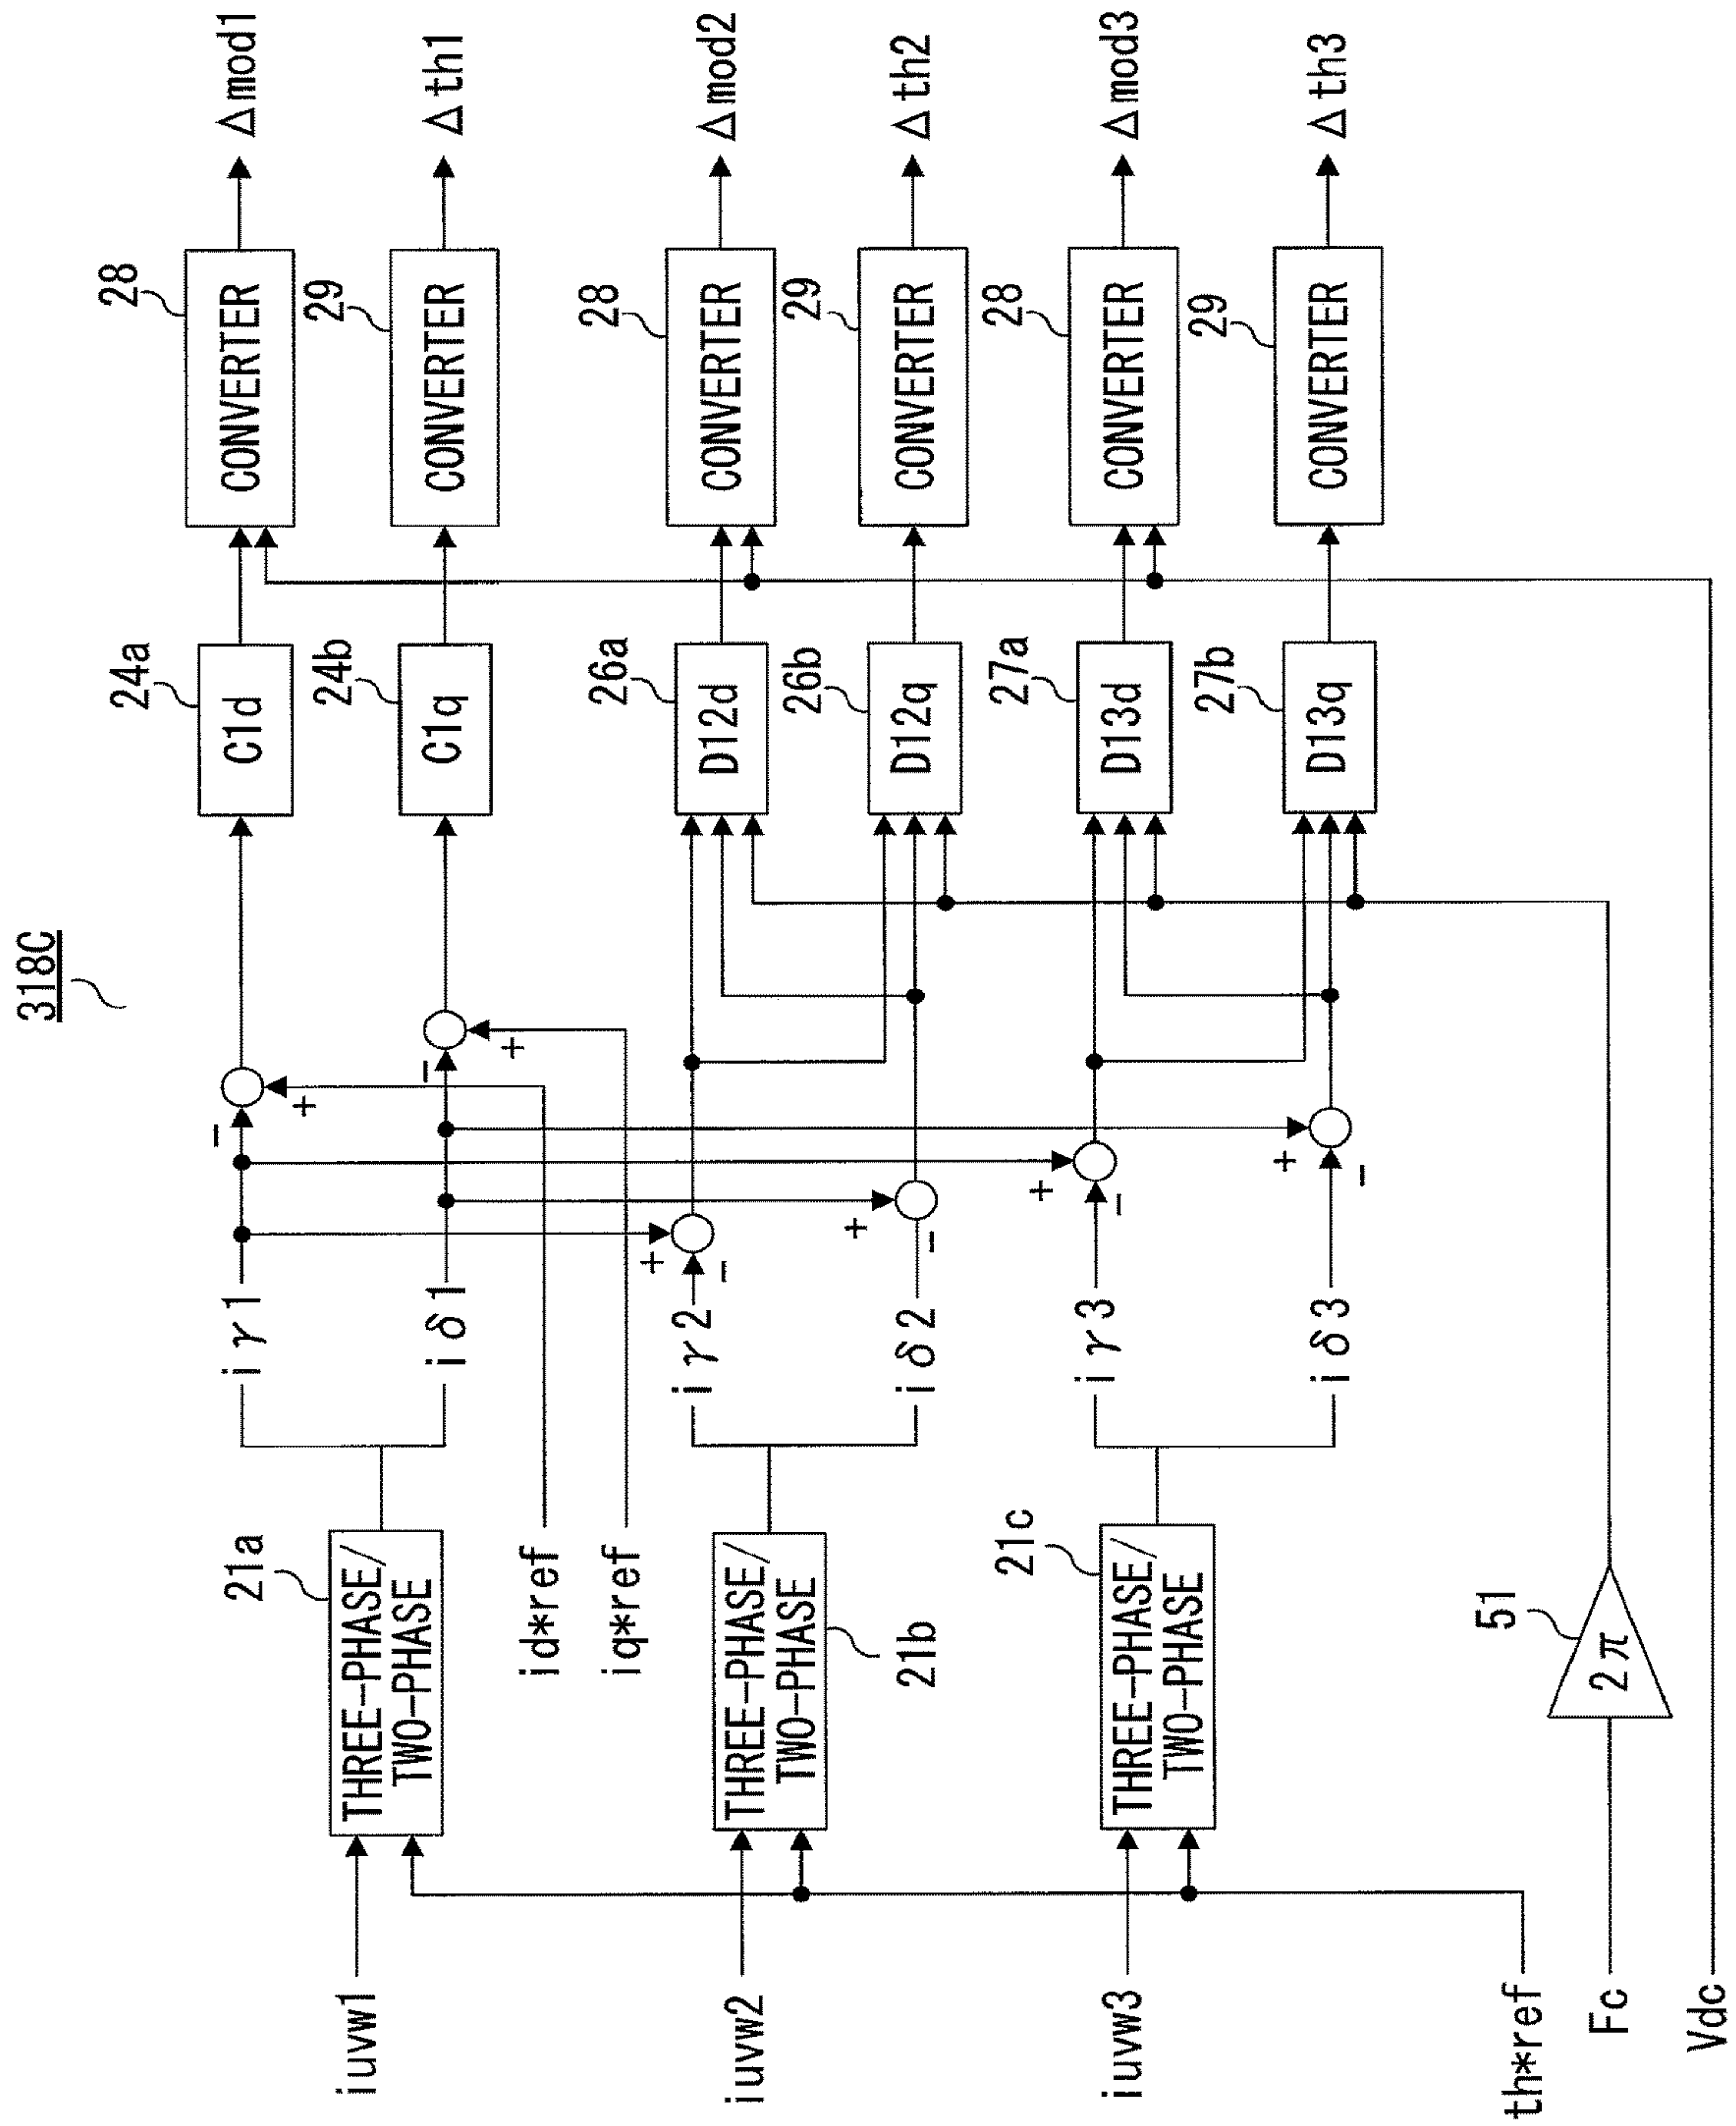 318C
iuvw1
21a
THREE-PHASE/
TWO-PHASE
iγ1
iδ1
-
+
-
+
24a
C1d
24b
C1q
28
CONVERTER
Δmod1
29
CONVERTER
Δth1
id*ref
iq*ref
iuvw2
THREE-PHASE/
TWO-PHASE
21b
iγ2
iδ2
+
-
+
-
26a
D12d
26b
D12q
28
CONVERTER
Δmod2
29
CONVERTER
Δth2
iuvw3
21c
THREE-PHASE/
TWO-PHASE
iγ3
iδ3
+
-
+
-
27a
D13d
27b
D13q
28
CONVERTER
Δmod3
29
CONVERTER
Δth3
th*ref
Fc
51
2π
Vdc